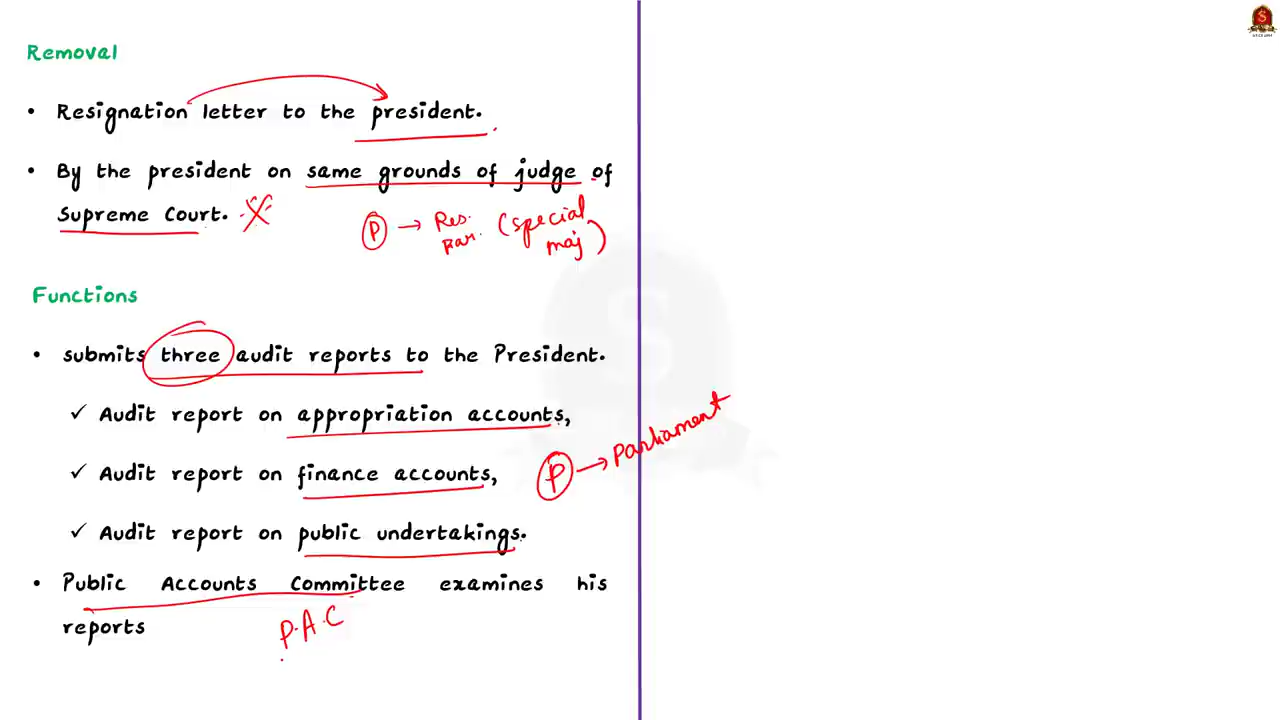 Removal
• Resignation letter to the president.
• By the president on same grounds of judge of
Supreme Court.
P → Res. Par. (special maj)
Functions
• submits three audit reports to the President.
✓ Audit report on appropriation accounts,
✓ Audit report on finance accounts,
P → Parliament
✓ Audit report on public undertakings.
• Public Accounts Committee examines his
reports
P.A.C
S